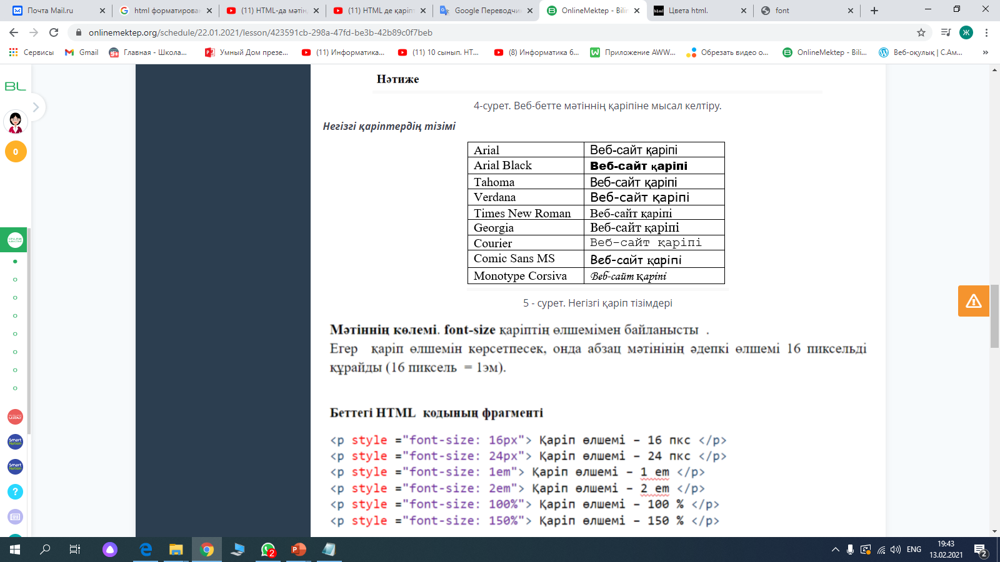 Почта Mail.ru
html форматирован
(11) HTML-да мәтін
(11) HTML де қаріпт
Google Переводчик
OnlineMektep - Bilin
Цвета html.
font
onlinemektep.org/schedule/22.01.2021/lesson/423591cb-298a-47fd-be3b-42b89c0f7beb
Ж
Сервисы
Gmail
Главная - Школа...
Умный Дом презе...
(11) Информатика...
(11) 10 сынып. HT...
(8) Информатика 6...
Приложение AWW...
Обрезать видео о...
OnlineMektep - Bili...
Веб-оқулық | С.Ам...
BL
0
Нәтиже
4-сурет. Веб-бетте мәтіннің қаріпіне мысал келтіру.
Негізгі қаріптердің тізімі
Arial Веб-сайт қаріпі
Arial Black Веб-сайт қаріпі
Tahoma Веб-сайт қаріпі
Verdana Веб-сайт қаріпі
Times New Roman Веб-сайт қаріпі
Georgia Веб-сайт қаріпі
Courier Веб-сайт қаріпі
Comic Sans MS Веб-сайт қаріпі
Monotype Corsiva Веб-сайт қаріпі
5 - сурет. Негізгі қаріп тізімдері
Мәтіннің көлемі. font-size қаріптің өлшемімен байланысты .
Егер қаріп өлшемін көрсетпесек, онда абзац мәтінінің әдепкі өлшемі 16 пиксельді
құрайды (16 пиксель = 1эм).
Беттегі HTML кодының фрагменті
<p style ="font-size: 16px"> Қаріп өлшемі – 16 пкс </p>
<p style ="font-size: 24px"> Қаріп өлшемі – 24 пкс </p>
<p style ="font-size: 1em"> Қаріп өлшемі – 1 em </p>
<p style ="font-size: 2em"> Қаріп өлшемі – 2 em </p>
<p style ="font-size: 100%"> Қаріп өлшемі – 100 % </p>
<p style ="font-size: 150%"> Қаріп өлшемі – 150 % </p>
Smart Nation
Smart Nation
2
ENG
19:43
13.02.2021
2